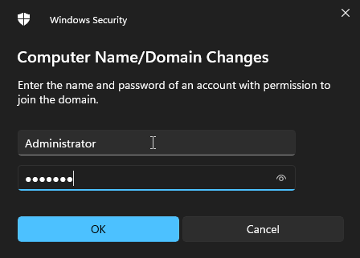 Windows Security
Computer Name/Domain Changes
Enter the name and password of an account with permission to
join the domain.
Administrator
●●●●●●●
OK
Cancel